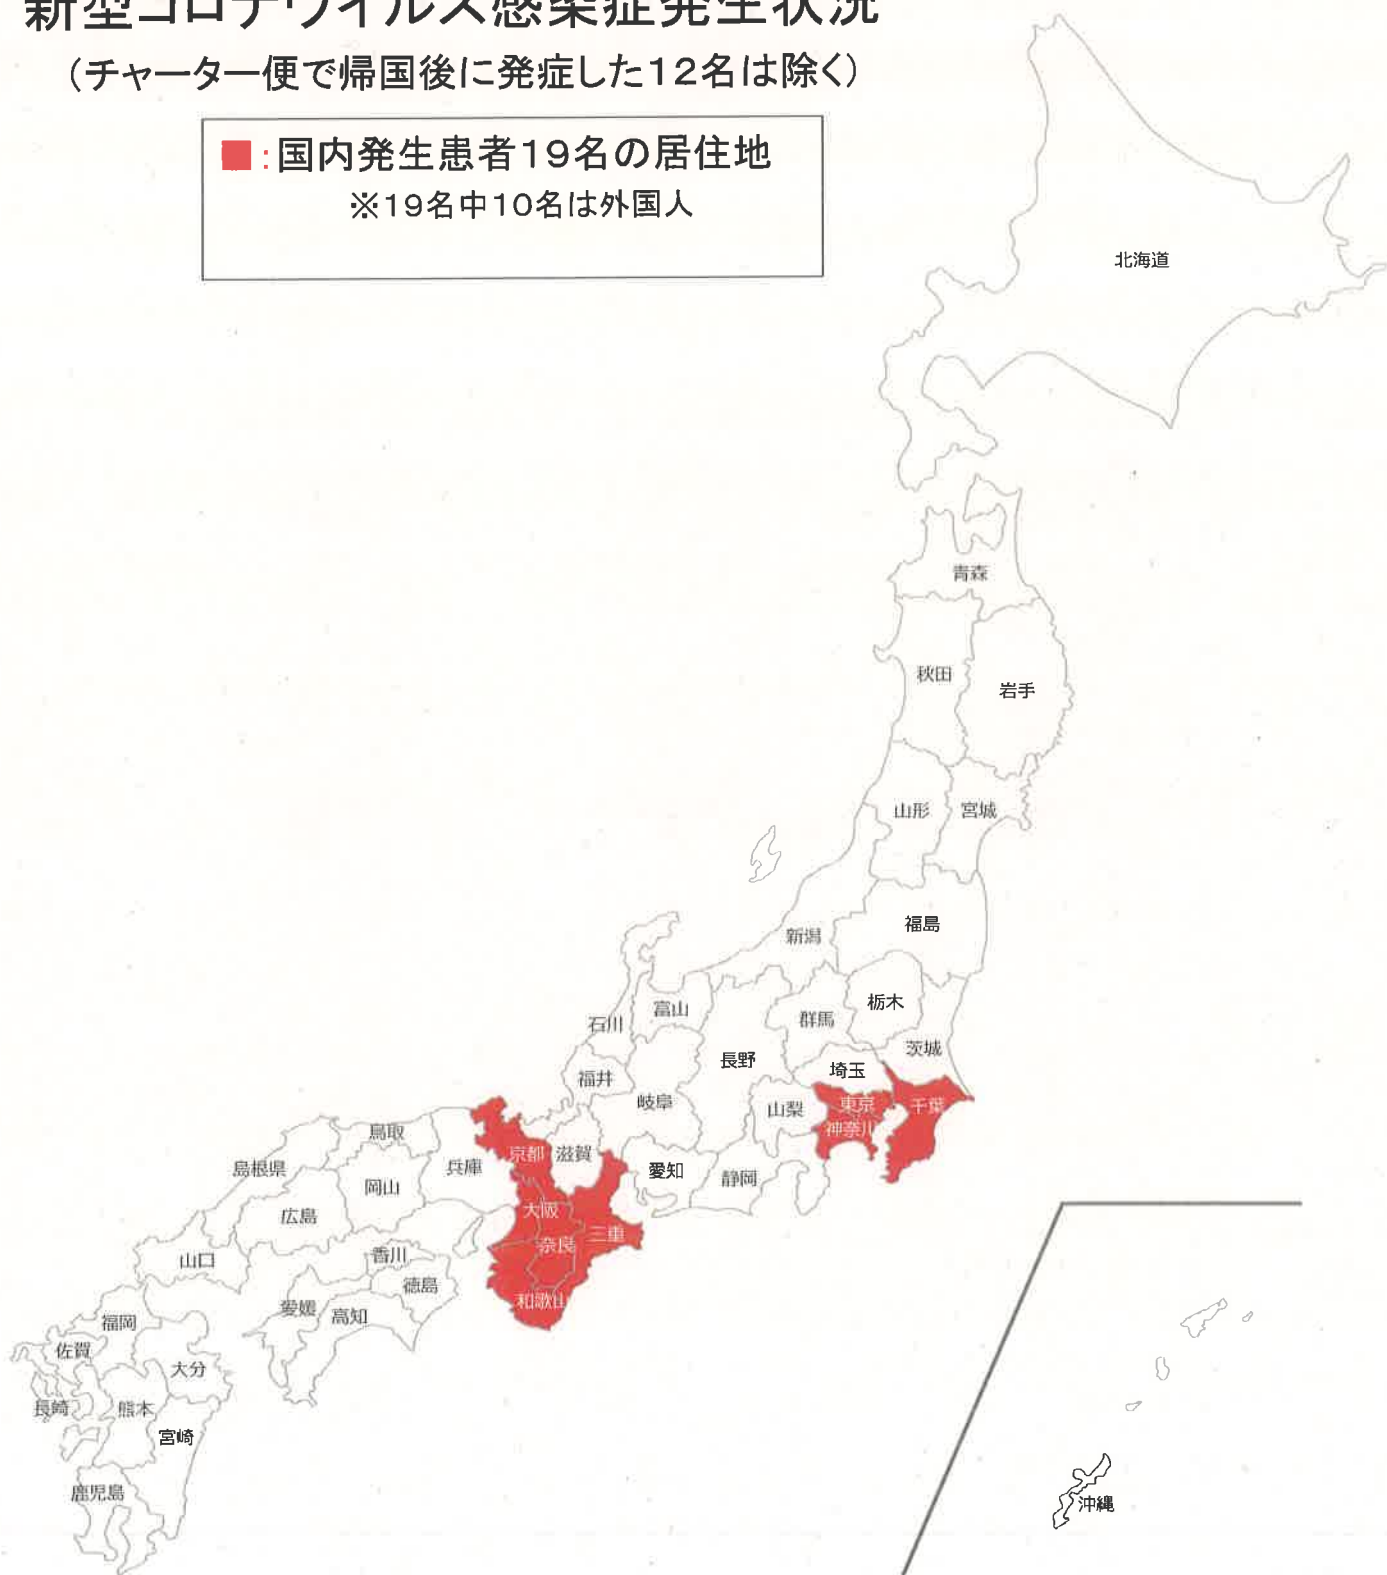 新型コロナウイルス感染症発生状況
（チャーター便で帰国後に発症した12名は除く）
■：国内発生患者19名の居住地
※19名中10名は外国人
北海道
青森
秋田
岩手
山形
宮城
福島
新潟
栃木
富山
群馬
石川
茨城
長野
埼玉
福井
岐阜
山梨
東京
千葉
神奈川
鳥取
京都
滋賀
島根県
兵庫
愛知
静岡
岡山
大阪
広島
三重
奈良
香川
山口
徳島
和歌山
愛媛
高知
福岡
佐賀
大分
長崎
熊本
宮崎
鹿児島
沖縄